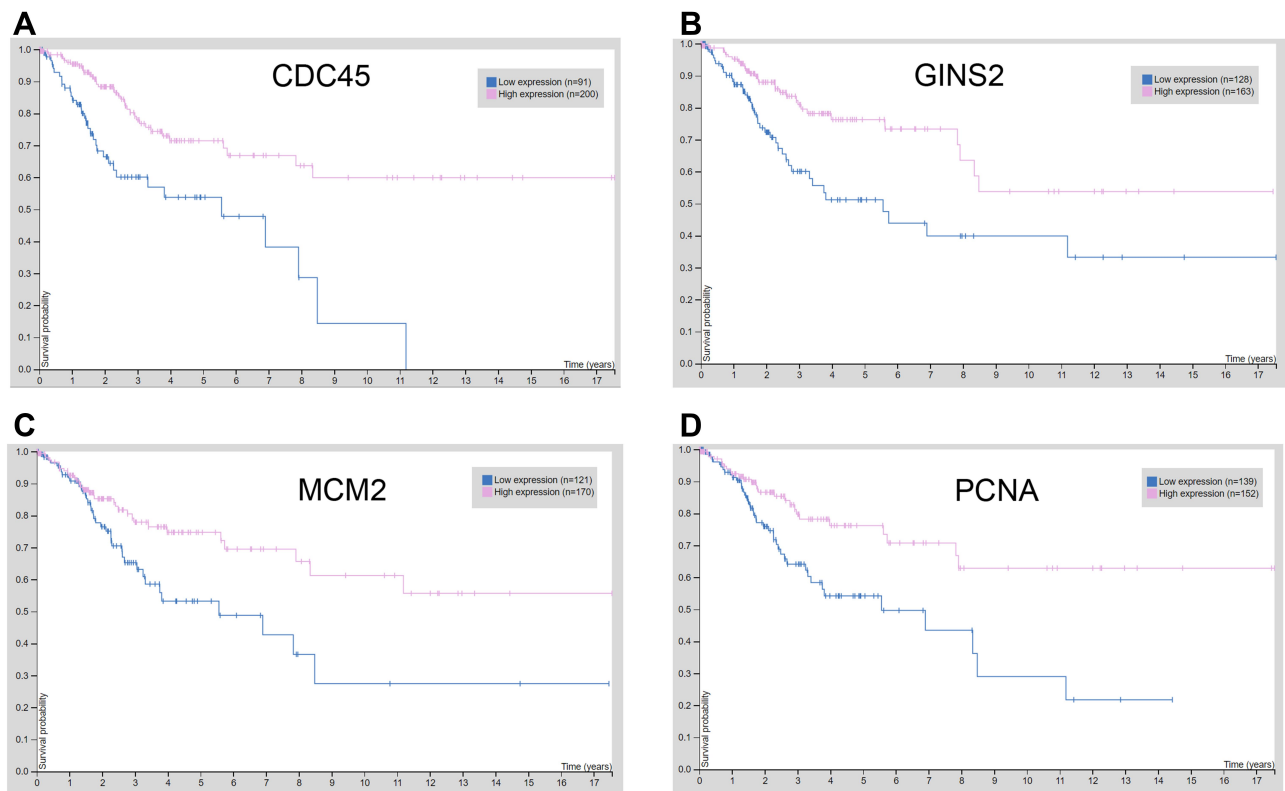 A
CDC45
Low expression (n=91)
High expression (n=200)
1.0
0.9
0.8
0.7
0.6
0.5
0.4
0.3
0.2
0.1
0.0
Survival probability
Time (years)
0 1 2 3 4 5 6 7 8 9 10 11 12 13 14 15 16 17
B
GINS2
Low expression (n=128)
High expression (n=163)
1.0
0.9
0.8
0.7
0.6
0.5
0.4
0.3
0.2
0.1
0.0
Survival probability
Time (years)
0 1 2 3 4 5 6 7 8 9 10 11 12 13 14 15 16 17
C
MCM2
Low expression (n=121)
High expression (n=170)
1.0
0.9
0.8
0.7
0.6
0.5
0.4
0.3
0.2
0.1
0.0
Survival probability
Time (years)
0 1 2 3 4 5 6 7 8 9 10 11 12 13 14 15 16 17
D
PCNA
Low expression (n=139)
High expression (n=152)
1.0
0.9
0.8
0.7
0.6
0.5
0.4
0.3
0.2
0.1
0.0
Survival probability
Time (years)
0 1 2 3 4 5 6 7 8 9 10 11 12 13 14 15 16 17